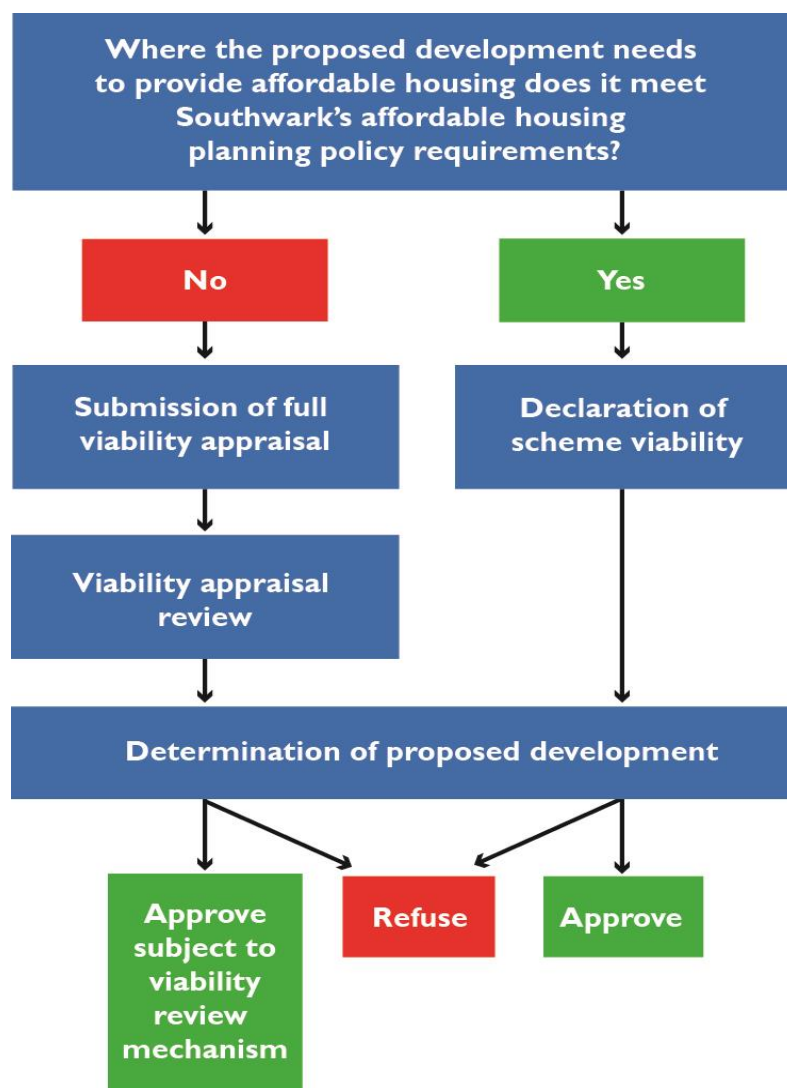 Where the proposed development needs
to provide affordable housing does it meet
Southwark's affordable housing
planning policy requirements?
No
Yes
Submission of full
viability appraisal
Declaration of
scheme viability
Viability appraisal
review
Determination of proposed development
Approve
subject to
viability
review
mechanism
Refuse
Approve